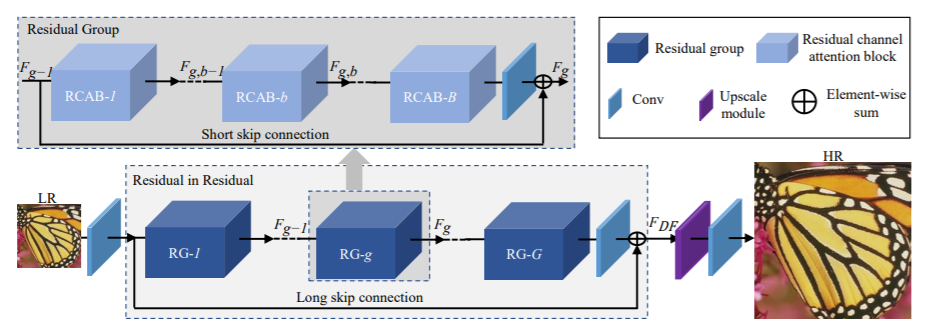 Residual Group
F_{g-1}
RCAB-1
F_{g,b-1}
RCAB-b
F_{g,b}
RCAB-B
F_g
Short skip connection
Residual group
Residual channel
attention block
Conv
Upscale
module
Element-wise
sum
LR
Residual in Residual
RG-1
F_{g-1}
RG-g
F_g
RG-G
F_{DF}
HR
Long skip connection